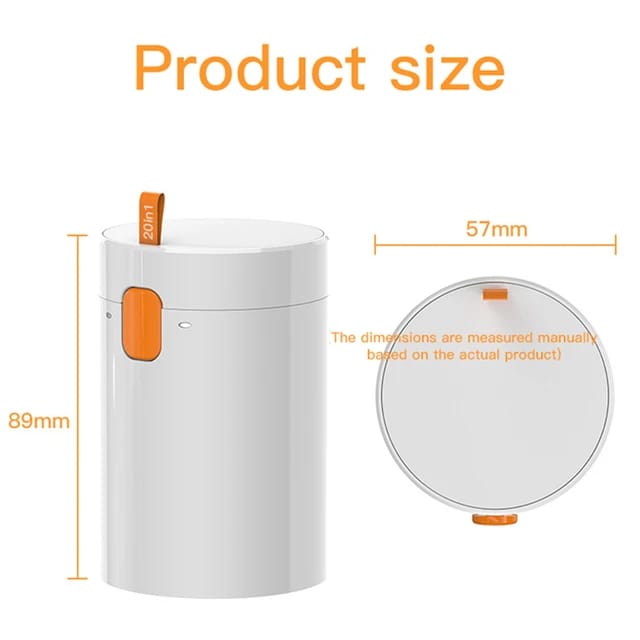 Product size
20in1
57mm
The dimensions are measured manually
based on the actual product)
89mm